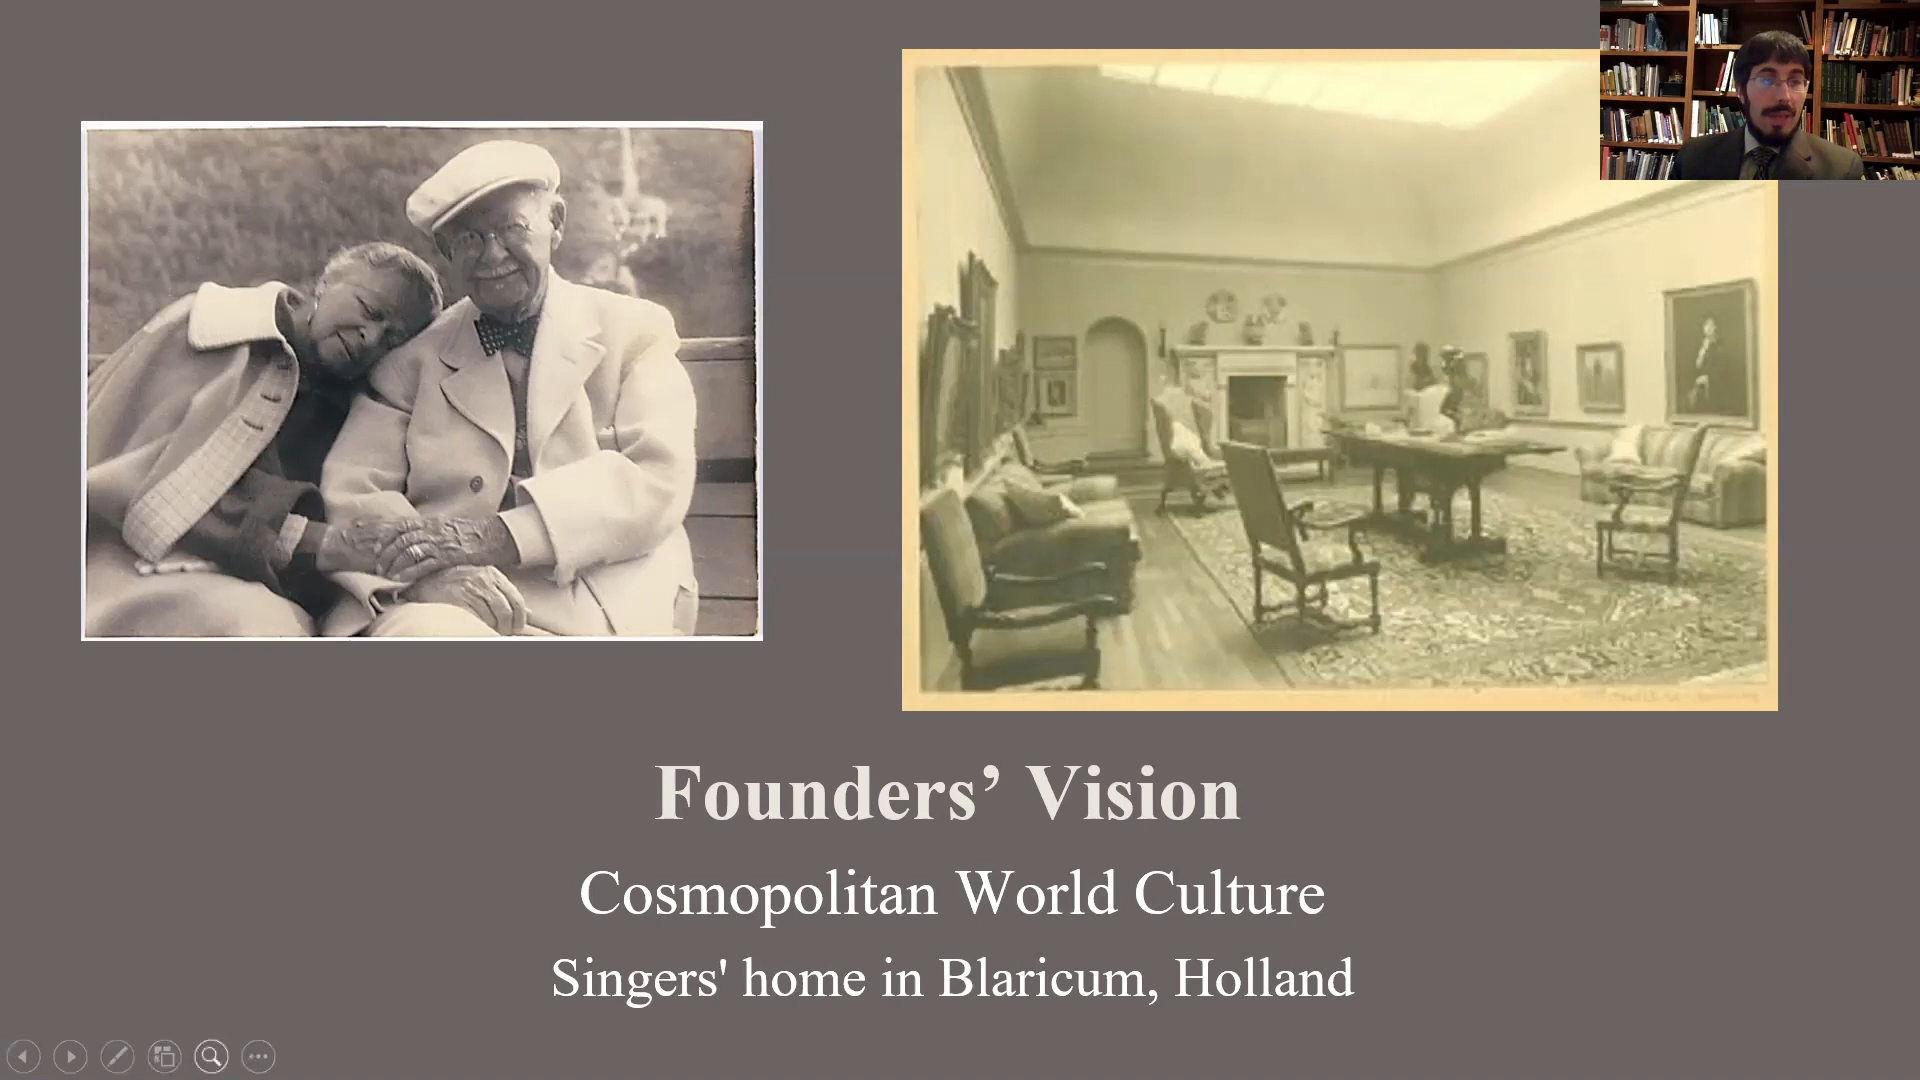 Founders’ Vision
Cosmopolitan World Culture
Singers' home in Blaricum, Holland